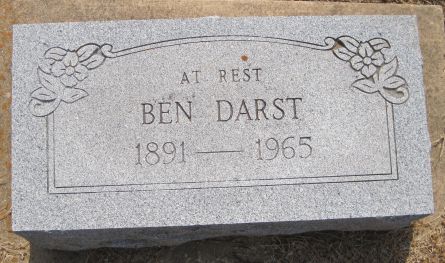 AT REST
BEN DARST
1891 — 1965